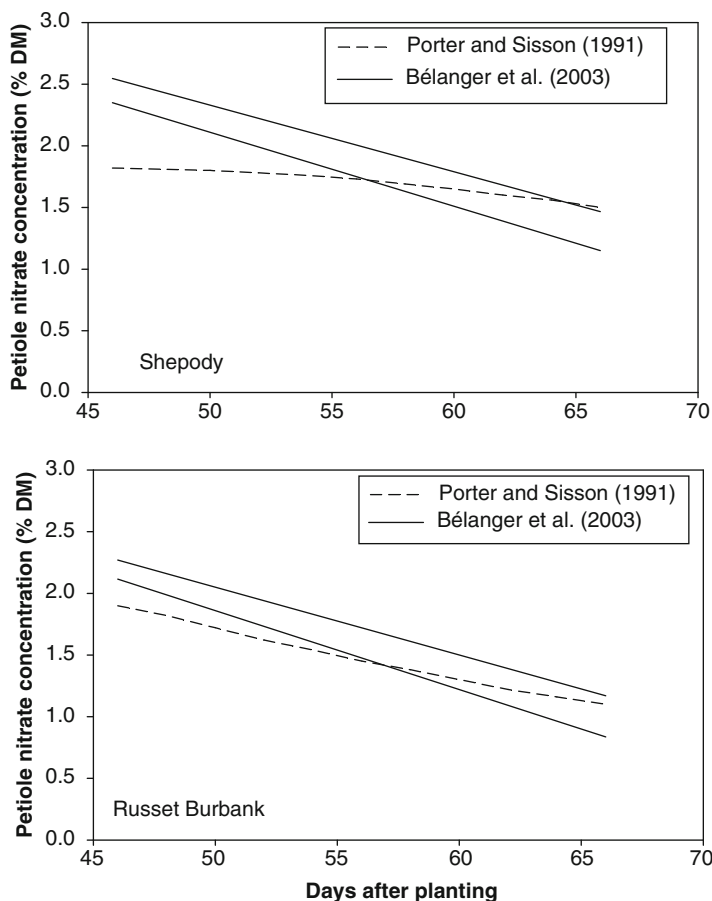 Petiole nitrate concentration (% DM)
3.0
2.5
2.0
1.5
1.0
0.5
0.0
Porter and Sisson (1991)
Bélanger et al. (2003)
Shepody
45 50 55 60 65 70
Petiole nitrate concentration (% DM)
3.0
2.5
2.0
1.5
1.0
0.5
0.0
Porter and Sisson (1991)
Bélanger et al. (2003)
Russet Burbank
45 50 55 60 65 70
Days after planting